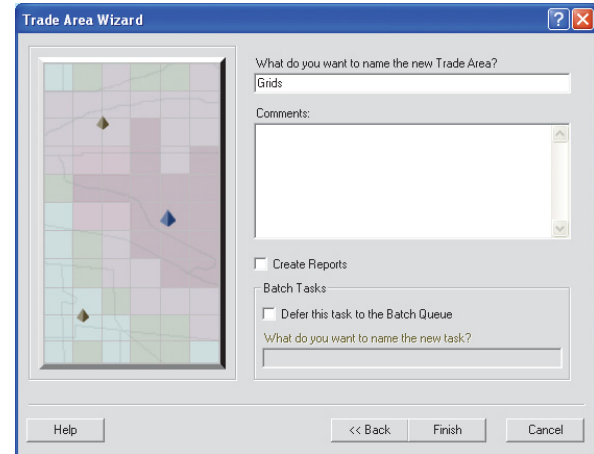 Trade Area Wizard
What do you want to name the new Trade Area?
Grids
Comments:
Create Reports
Batch Tasks
Defer this task to the Batch Queue
What do you want to name the new task?
Help
<< Back
Finish
Cancel